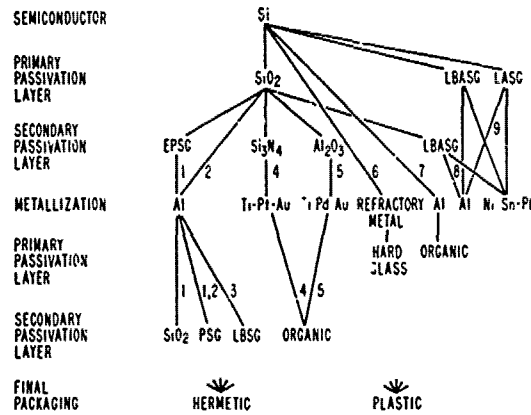 SEMICONDUCTOR Si
PRIMARY PASSIVATION LAYER SiO2 LBASG LASG
SECONDARY PASSIVATION LAYER EPSG Si3N4 Al2O3 LBASG 9
1 2 4 5 6 7 8
METALLIZATION Al Ti-Pt-Au Ti Pd Au REFRACTORY METAL Al Al Ni Sn-Pb
PRIMARY PASSIVATION LAYER HARD GLASS ORGANIC
1 1,2 3 4 5
SECONDARY PASSIVATION LAYER SiO2 PSG LBSG ORGANIC
FINAL PACKAGING HERMETIC PLASTIC